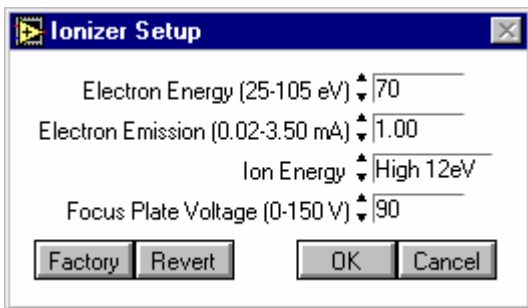 Ionizer Setup
Electron Energy (25-105 eV) 70
Electron Emission (0.02-3.50 mA) 1.00
Ion Energy High 12eV
Focus Plate Voltage (0-150 V) 90
Factory Revert OK Cancel